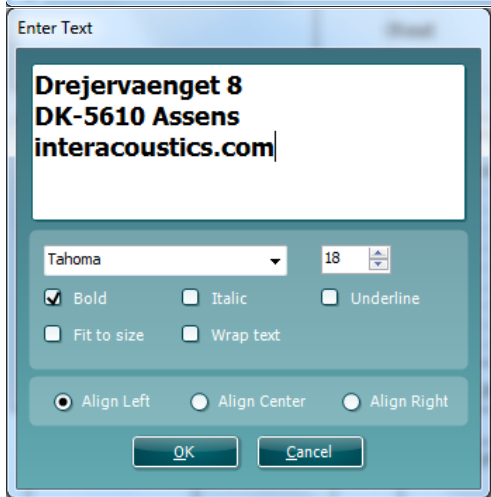 Enter Text
Drejervaenget 8
DK-5610 Assens
interacoustics.com
Tahoma 18
Bold Italic Underline
Fit to size Wrap text
Align Left Align Center Align Right
OK Cancel